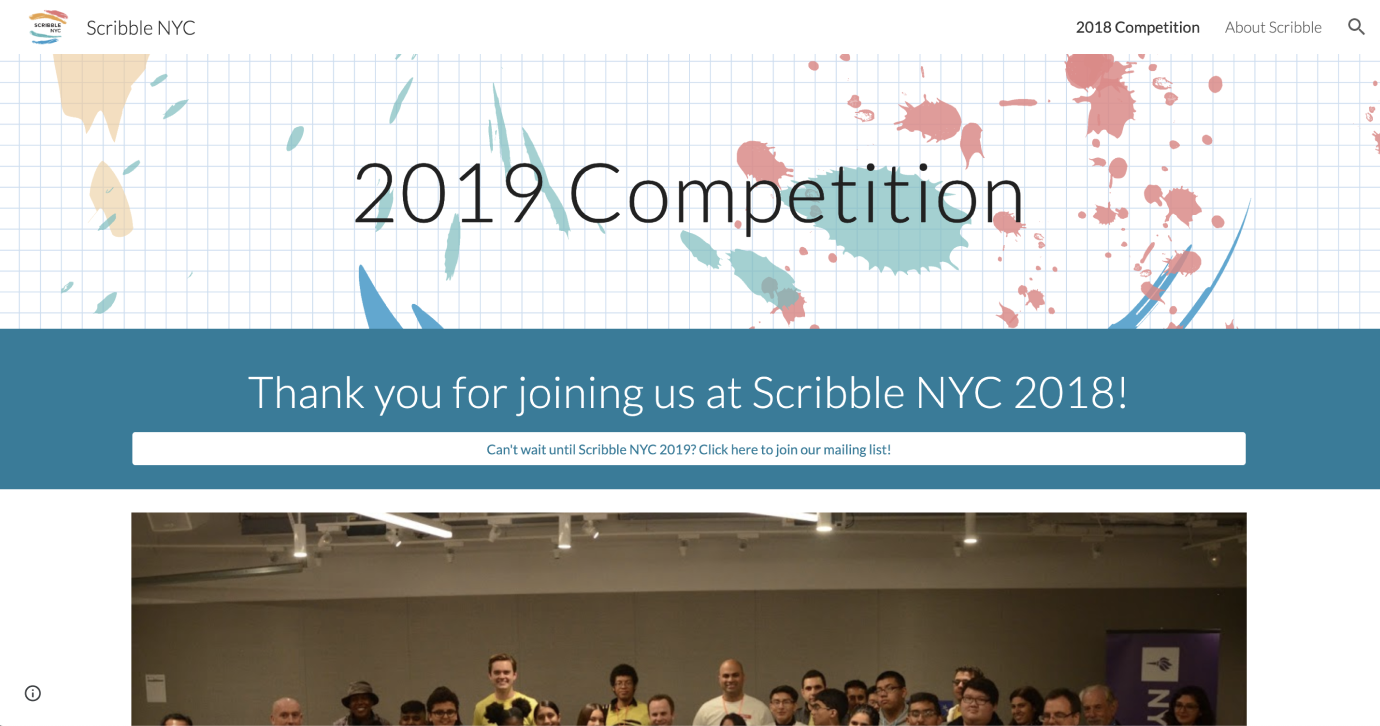 SCRIBBLE
NYC
Scribble NYC
2018 Competition
About Scribble
2019 Competition
Thank you for joining us at Scribble NYC 2018!
Can't wait until Scribble NYC 2019? Click here to join our mailing list!
N